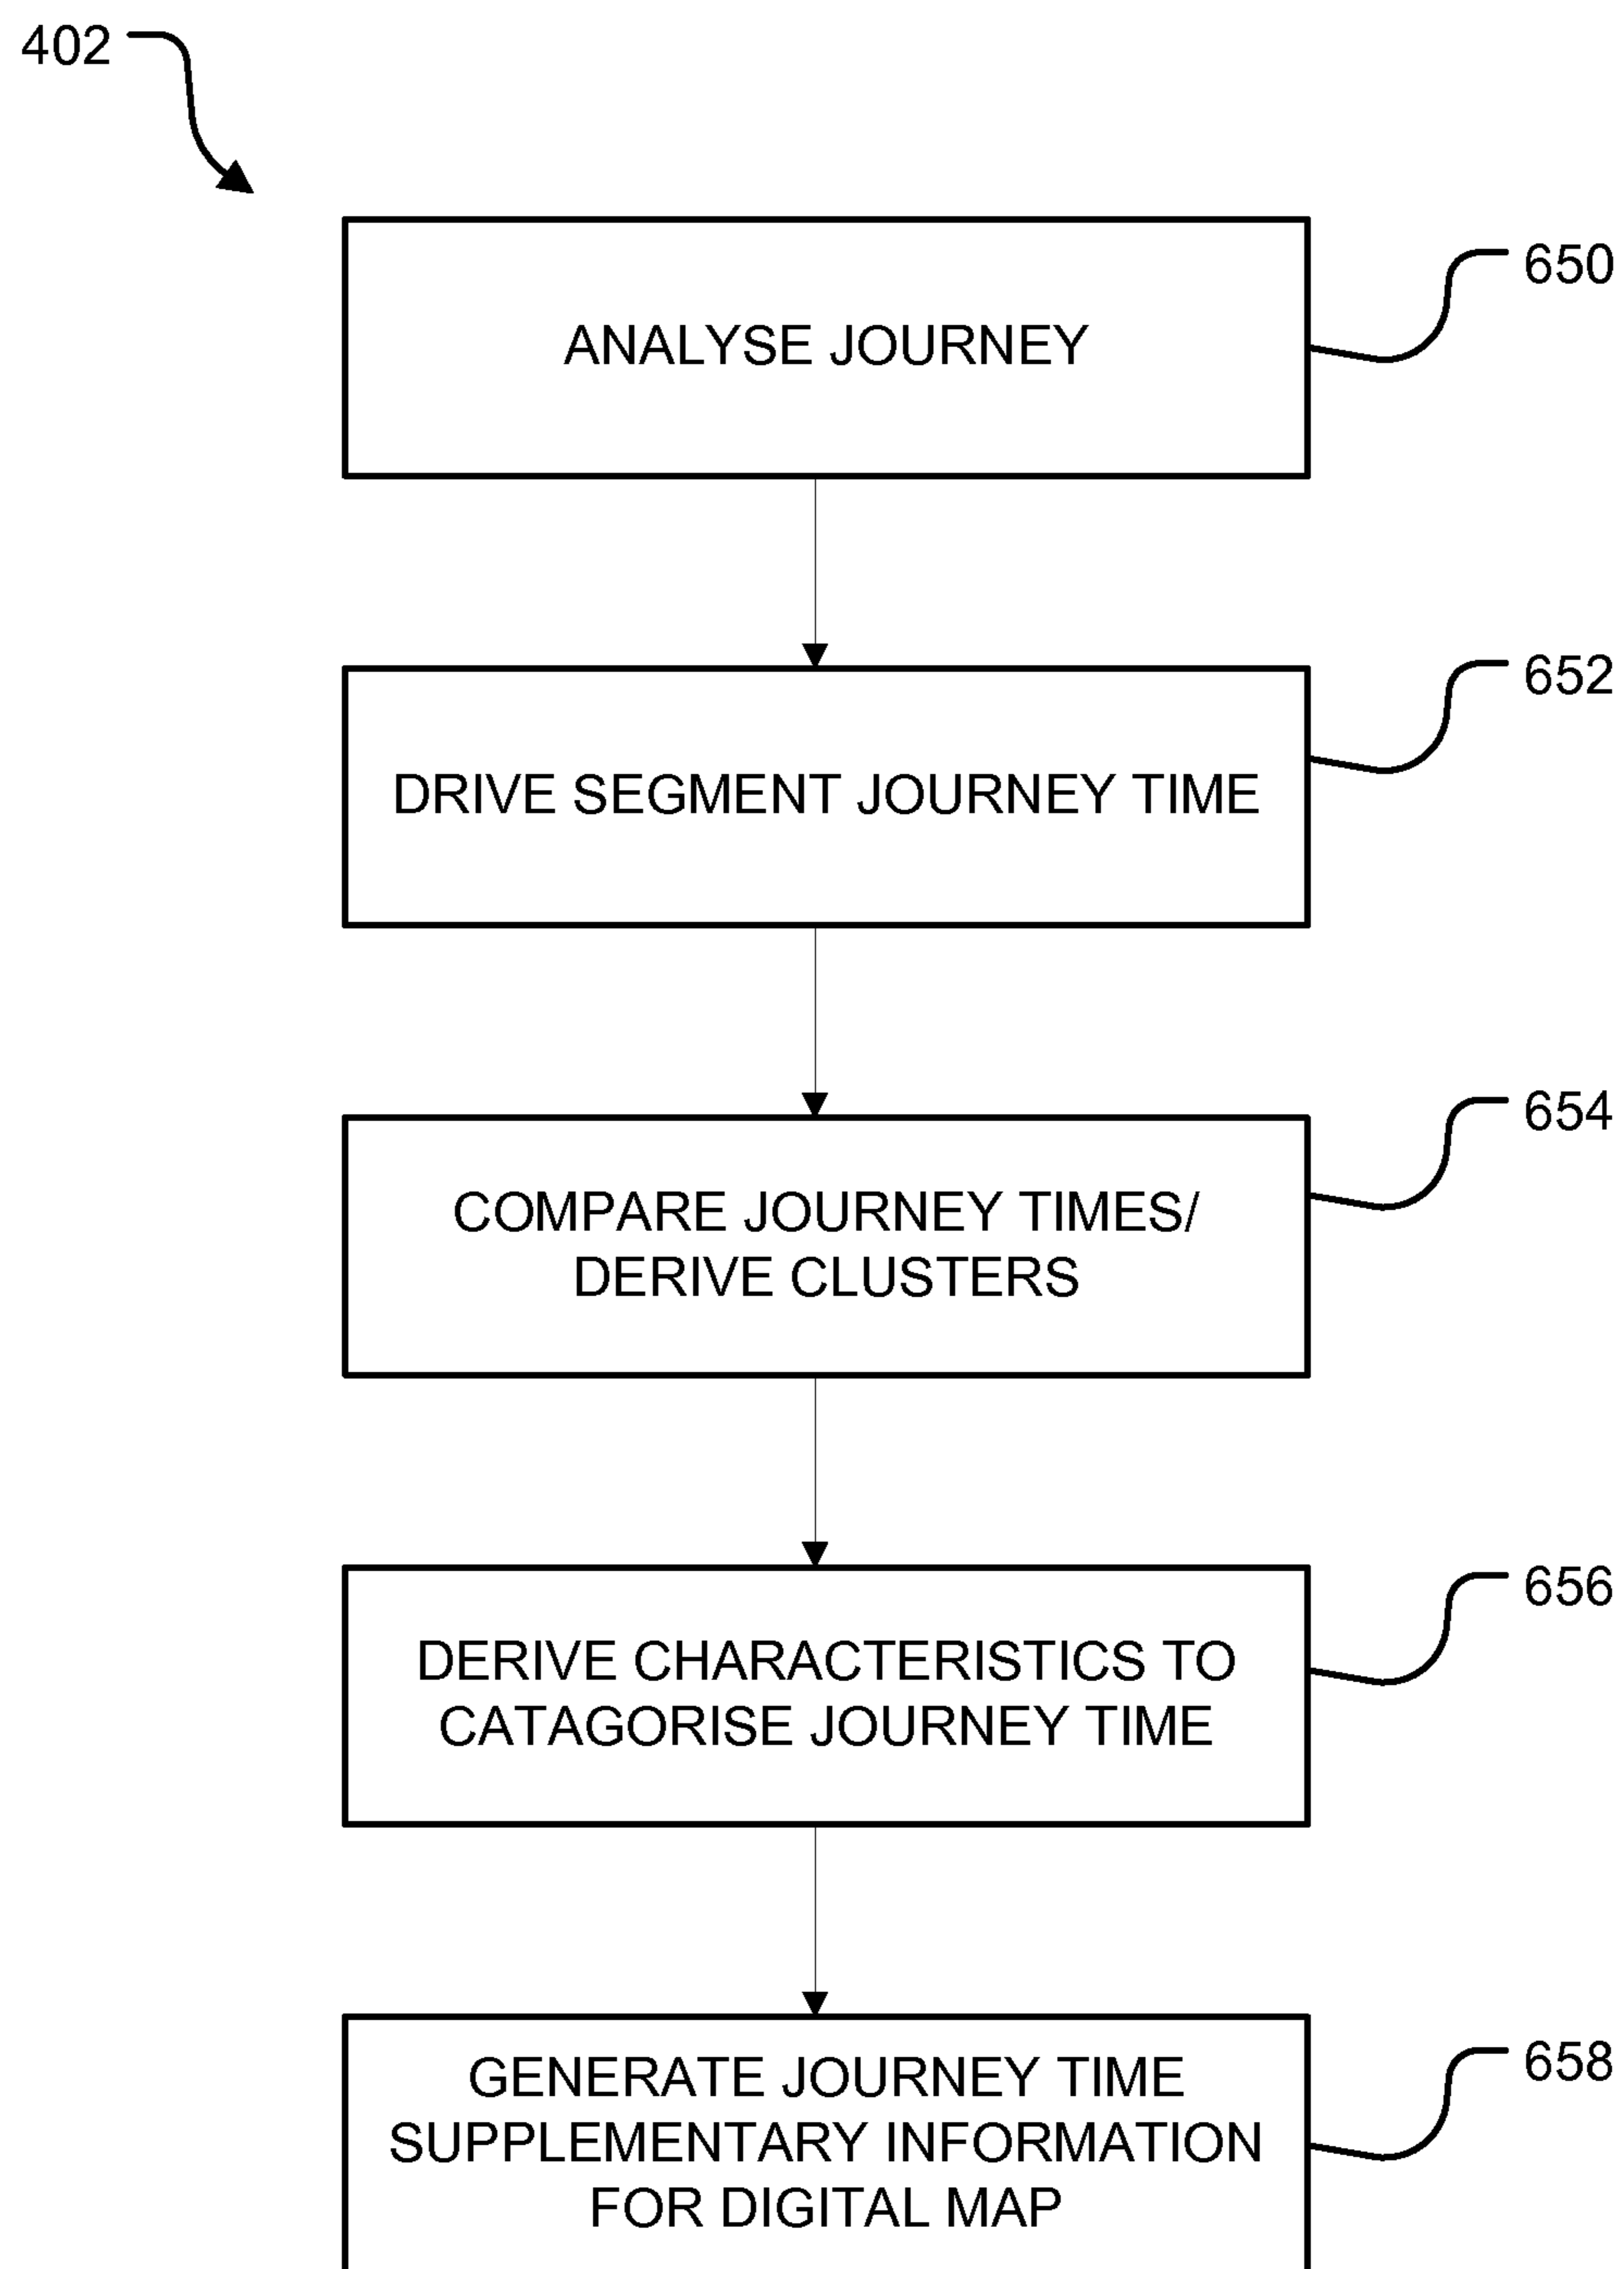 402
650
ANALYSE JOURNEY
652
DRIVE SEGMENT JOURNEY TIME
654
COMPARE JOURNEY TIMES/
DERIVE CLUSTERS
656
DERIVE CHARACTERISTICS TO
CATAGORISE JOURNEY TIME
658
GENERATE JOURNEY TIME
SUPPLEMENTARY INFORMATION
FOR DIGITAL MAP